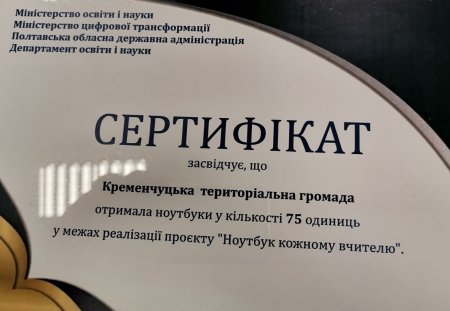 Міністерство освіти і науки
Міністерство цифрової трансформації
Полтавська обласна державна адміністрація
Департамент освіти і науки
СЕРТИФІКАТ
засвідчує, що
Кременчуцька територіальна громада
отримала ноутбуки у кількості 75 одиниць
у межах реалізації проєкту "Ноутбук кожному вчителю".